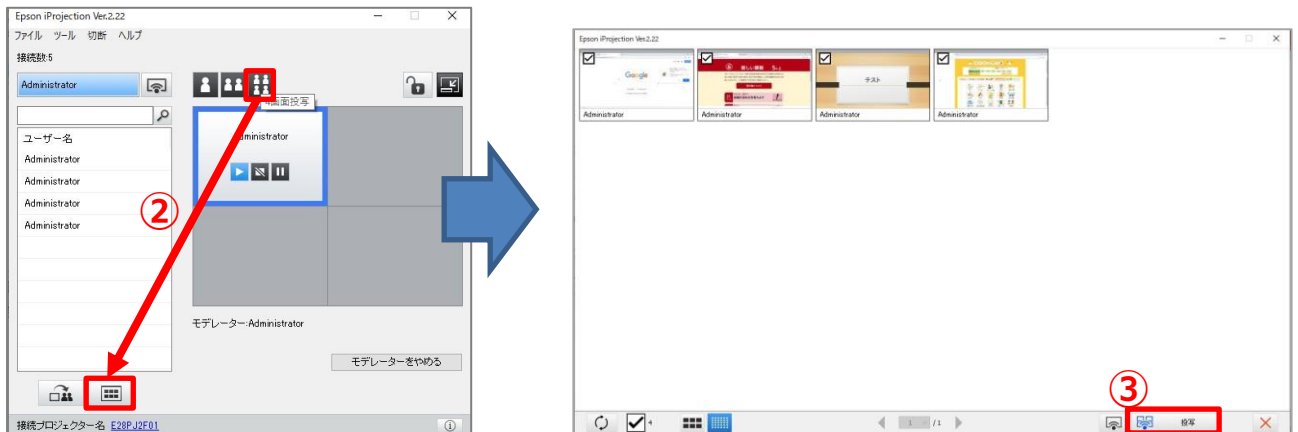 Epson iProjection Ver.2.22
ファイル ツール 切断 ヘルプ
接続数:5
Administrator
4画面投写
ユーザー名
Administrator
Administrator
Administrator
Administrator
Administrator
モデレーター:Administrator
モデレーターをやめる
接続プロジェクター名 E28PJ2F01
②
Epson iProjection Ver.2.22
Google
テスト
Administrator
Administrator
Administrator
Administrator
③
4
1 /1
投写